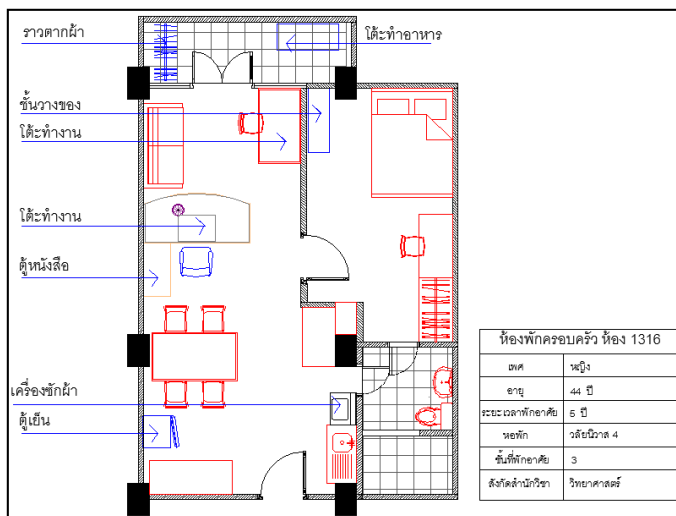 ราวตากผ้า
โต๊ะทำอาหาร
ชั้นวางของ
โต๊ะทำงาน
โต๊ะทำงาน
ตู้หนังสือ
เครื่องซักผ้า
ตู้เย็น
ห้องพักครอบครัว ห้อง 1316
เพศ หญิง
อายุ 44 ปี
ระยะเวลาพักอาศัย 5 ปี
หอพัก วลัยนิวาส 4
ชั้นที่พักอาศัย 3
สังกัดสำนักวิชา วิทยาศาสตร์